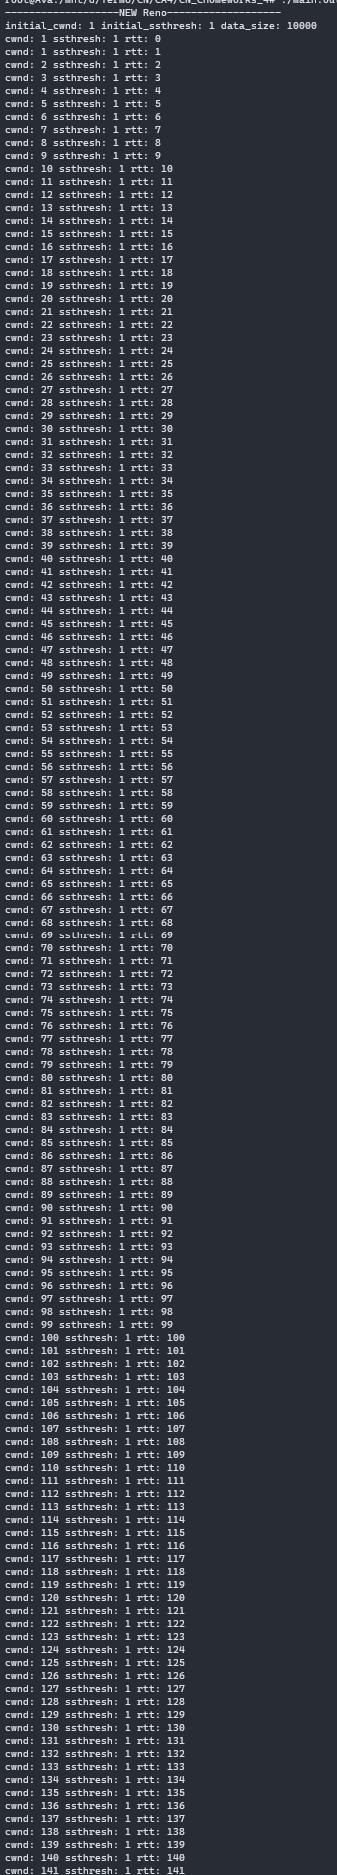 --------------------NEW Reno--------------------
initial_cwnd: 1 initial_ssthresh: 1 data_size: 10000
cwnd: 1 ssthresh: 1 rtt: 0
cwnd: 1 ssthresh: 1 rtt: 1
cwnd: 2 ssthresh: 1 rtt: 2
cwnd: 3 ssthresh: 1 rtt: 3
cwnd: 4 ssthresh: 1 rtt: 4
cwnd: 5 ssthresh: 1 rtt: 5
cwnd: 6 ssthresh: 1 rtt: 6
cwnd: 7 ssthresh: 1 rtt: 7
cwnd: 8 ssthresh: 1 rtt: 8
cwnd: 9 ssthresh: 1 rtt: 9
cwnd: 10 ssthresh: 1 rtt: 10
cwnd: 11 ssthresh: 1 rtt: 11
cwnd: 12 ssthresh: 1 rtt: 12
cwnd: 13 ssthresh: 1 rtt: 13
cwnd: 14 ssthresh: 1 rtt: 14
cwnd: 15 ssthresh: 1 rtt: 15
cwnd: 16 ssthresh: 1 rtt: 16
cwnd: 17 ssthresh: 1 rtt: 17
cwnd: 18 ssthresh: 1 rtt: 18
cwnd: 19 ssthresh: 1 rtt: 19
cwnd: 20 ssthresh: 1 rtt: 20
cwnd: 21 ssthresh: 1 rtt: 21
cwnd: 22 ssthresh: 1 rtt: 22
cwnd: 23 ssthresh: 1 rtt: 23
cwnd: 24 ssthresh: 1 rtt: 24
cwnd: 25 ssthresh: 1 rtt: 25
cwnd: 26 ssthresh: 1 rtt: 26
cwnd: 27 ssthresh: 1 rtt: 27
cwnd: 28 ssthresh: 1 rtt: 28
cwnd: 29 ssthresh: 1 rtt: 29
cwnd: 30 ssthresh: 1 rtt: 30
cwnd: 31 ssthresh: 1 rtt: 31
cwnd: 32 ssthresh: 1 rtt: 32
cwnd: 33 ssthresh: 1 rtt: 33
cwnd: 34 ssthresh: 1 rtt: 34
cwnd: 35 ssthresh: 1 rtt: 35
cwnd: 36 ssthresh: 1 rtt: 36
cwnd: 37 ssthresh: 1 rtt: 37
cwnd: 38 ssthresh: 1 rtt: 38
cwnd: 39 ssthresh: 1 rtt: 39
cwnd: 40 ssthresh: 1 rtt: 40
cwnd: 41 ssthresh: 1 rtt: 41
cwnd: 42 ssthresh: 1 rtt: 42
cwnd: 43 ssthresh: 1 rtt: 43
cwnd: 44 ssthresh: 1 rtt: 44
cwnd: 45 ssthresh: 1 rtt: 45
cwnd: 46 ssthresh: 1 rtt: 46
cwnd: 47 ssthresh: 1 rtt: 47
cwnd: 48 ssthresh: 1 rtt: 48
cwnd: 49 ssthresh: 1 rtt: 49
cwnd: 50 ssthresh: 1 rtt: 50
cwnd: 51 ssthresh: 1 rtt: 51
cwnd: 52 ssthresh: 1 rtt: 52
cwnd: 53 ssthresh: 1 rtt: 53
cwnd: 54 ssthresh: 1 rtt: 54
cwnd: 55 ssthresh: 1 rtt: 55
cwnd: 56 ssthresh: 1 rtt: 56
cwnd: 57 ssthresh: 1 rtt: 57
cwnd: 58 ssthresh: 1 rtt: 58
cwnd: 59 ssthresh: 1 rtt: 59
cwnd: 60 ssthresh: 1 rtt: 60
cwnd: 61 ssthresh: 1 rtt: 61
cwnd: 62 ssthresh: 1 rtt: 62
cwnd: 63 ssthresh: 1 rtt: 63
cwnd: 64 ssthresh: 1 rtt: 64
cwnd: 65 ssthresh: 1 rtt: 65
cwnd: 66 ssthresh: 1 rtt: 66
cwnd: 67 ssthresh: 1 rtt: 67
cwnd: 68 ssthresh: 1 rtt: 68
cwnd: 69 ssthresh: 1 rtt: 69
cwnd: 70 ssthresh: 1 rtt: 70
cwnd: 71 ssthresh: 1 rtt: 71
cwnd: 72 ssthresh: 1 rtt: 72
cwnd: 73 ssthresh: 1 rtt: 73
cwnd: 74 ssthresh: 1 rtt: 74
cwnd: 75 ssthresh: 1 rtt: 75
cwnd: 76 ssthresh: 1 rtt: 76
cwnd: 77 ssthresh: 1 rtt: 77
cwnd: 78 ssthresh: 1 rtt: 78
cwnd: 79 ssthresh: 1 rtt: 79
cwnd: 80 ssthresh: 1 rtt: 80
cwnd: 81 ssthresh: 1 rtt: 81
cwnd: 82 ssthresh: 1 rtt: 82
cwnd: 83 ssthresh: 1 rtt: 83
cwnd: 84 ssthresh: 1 rtt: 84
cwnd: 85 ssthresh: 1 rtt: 85
cwnd: 86 ssthresh: 1 rtt: 86
cwnd: 87 ssthresh: 1 rtt: 87
cwnd: 88 ssthresh: 1 rtt: 88
cwnd: 89 ssthresh: 1 rtt: 89
cwnd: 90 ssthresh: 1 rtt: 90
cwnd: 91 ssthresh: 1 rtt: 91
cwnd: 92 ssthresh: 1 rtt: 92
cwnd: 93 ssthresh: 1 rtt: 93
cwnd: 94 ssthresh: 1 rtt: 94
cwnd: 95 ssthresh: 1 rtt: 95
cwnd: 96 ssthresh: 1 rtt: 96
cwnd: 97 ssthresh: 1 rtt: 97
cwnd: 98 ssthresh: 1 rtt: 98
cwnd: 99 ssthresh: 1 rtt: 99
cwnd: 100 ssthresh: 1 rtt: 100
cwnd: 101 ssthresh: 1 rtt: 101
cwnd: 102 ssthresh: 1 rtt: 102
cwnd: 103 ssthresh: 1 rtt: 103
cwnd: 104 ssthresh: 1 rtt: 104
cwnd: 105 ssthresh: 1 rtt: 105
cwnd: 106 ssthresh: 1 rtt: 106
cwnd: 107 ssthresh: 1 rtt: 107
cwnd: 108 ssthresh: 1 rtt: 108
cwnd: 109 ssthresh: 1 rtt: 109
cwnd: 110 ssthresh: 1 rtt: 110
cwnd: 111 ssthresh: 1 rtt: 111
cwnd: 112 ssthresh: 1 rtt: 112
cwnd: 113 ssthresh: 1 rtt: 113
cwnd: 114 ssthresh: 1 rtt: 114
cwnd: 115 ssthresh: 1 rtt: 115
cwnd: 116 ssthresh: 1 rtt: 116
cwnd: 117 ssthresh: 1 rtt: 117
cwnd: 118 ssthresh: 1 rtt: 118
cwnd: 119 ssthresh: 1 rtt: 119
cwnd: 120 ssthresh: 1 rtt: 120
cwnd: 121 ssthresh: 1 rtt: 121
cwnd: 122 ssthresh: 1 rtt: 122
cwnd: 123 ssthresh: 1 rtt: 123
cwnd: 124 ssthresh: 1 rtt: 124
cwnd: 125 ssthresh: 1 rtt: 125
cwnd: 126 ssthresh: 1 rtt: 126
cwnd: 127 ssthresh: 1 rtt: 127
cwnd: 128 ssthresh: 1 rtt: 128
cwnd: 129 ssthresh: 1 rtt: 129
cwnd: 130 ssthresh: 1 rtt: 130
cwnd: 131 ssthresh: 1 rtt: 131
cwnd: 132 ssthresh: 1 rtt: 132
cwnd: 133 ssthresh: 1 rtt: 133
cwnd: 134 ssthresh: 1 rtt: 134
cwnd: 135 ssthresh: 1 rtt: 135
cwnd: 136 ssthresh: 1 rtt: 136
cwnd: 137 ssthresh: 1 rtt: 137
cwnd: 138 ssthresh: 1 rtt: 138
cwnd: 139 ssthresh: 1 rtt: 139
cwnd: 140 ssthresh: 1 rtt: 140
cwnd: 141 ssthresh: 1 rtt: 141